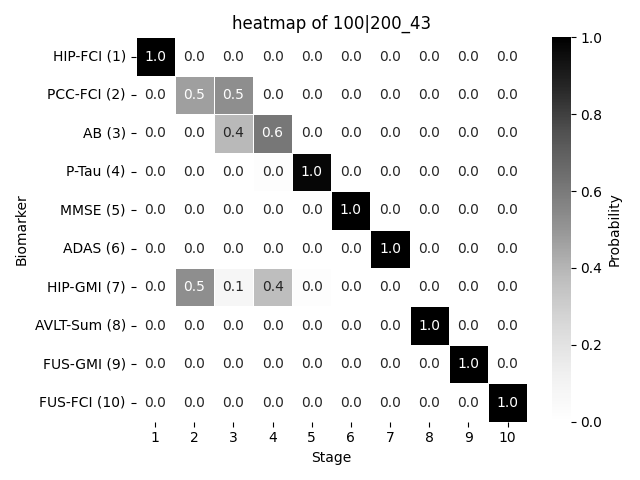 heatmap of 100|200_43
HIP-FCI (1) 1.0 0.0 0.0 0.0 0.0 0.0 0.0 0.0 0.0 0.0
PCC-FCI (2) 0.0 0.5 0.5 0.0 0.0 0.0 0.0 0.0 0.0 0.0
AB (3) 0.0 0.0 0.4 0.6 0.0 0.0 0.0 0.0 0.0 0.0
P-Tau (4) 0.0 0.0 0.0 0.0 1.0 0.0 0.0 0.0 0.0 0.0
MMSE (5) 0.0 0.0 0.0 0.0 0.0 1.0 0.0 0.0 0.0 0.0
ADAS (6) 0.0 0.0 0.0 0.0 0.0 0.0 1.0 0.0 0.0 0.0
HIP-GMI (7) 0.0 0.5 0.1 0.4 0.0 0.0 0.0 0.0 0.0 0.0
AVLT-Sum (8) 0.0 0.0 0.0 0.0 0.0 0.0 0.0 1.0 0.0 0.0
FUS-GMI (9) 0.0 0.0 0.0 0.0 0.0 0.0 0.0 0.0 1.0 0.0
FUS-FCI (10) 0.0 0.0 0.0 0.0 0.0 0.0 0.0 0.0 0.0 1.0
1 2 3 4 5 6 7 8 9 10
Stage
Biomarker
1.0
0.8
0.6
0.4
0.2
0.0
Probability